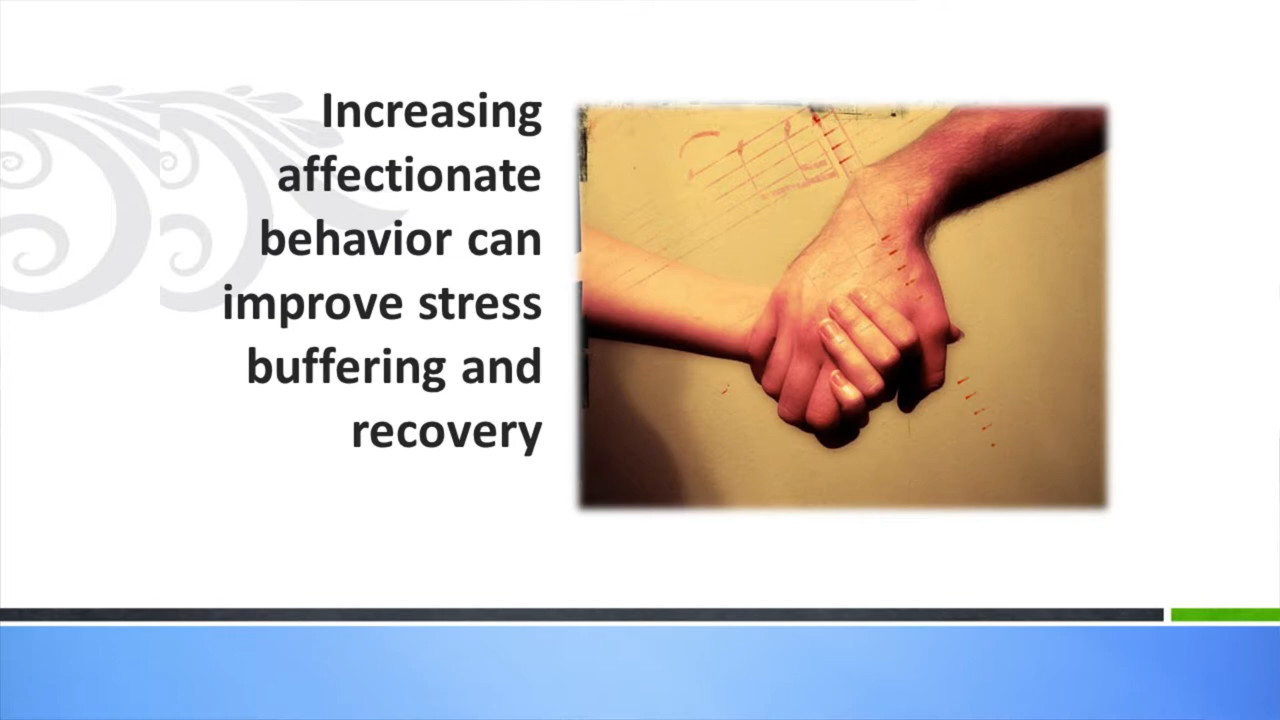 Increasing
affectionate
behavior can
improve stress
buffering and
recovery